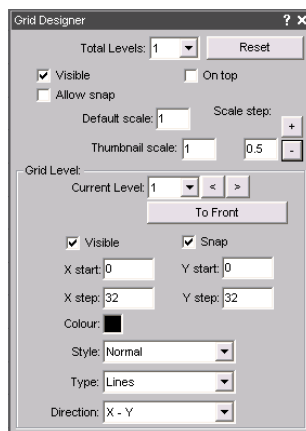 Grid Designer ? ×
Total Levels: 1 Reset
Visible On top
Allow snap
Default scale: 1 Scale step:
+
Thumbnail scale: 1 0.5 -
Grid Level:
Current Level: 1 < >
To Front
Visible Snap
X start: 0 Y start: 0
X step: 32 Y step: 32
Colour:
Style: Normal
Type: Lines
Direction: X - Y